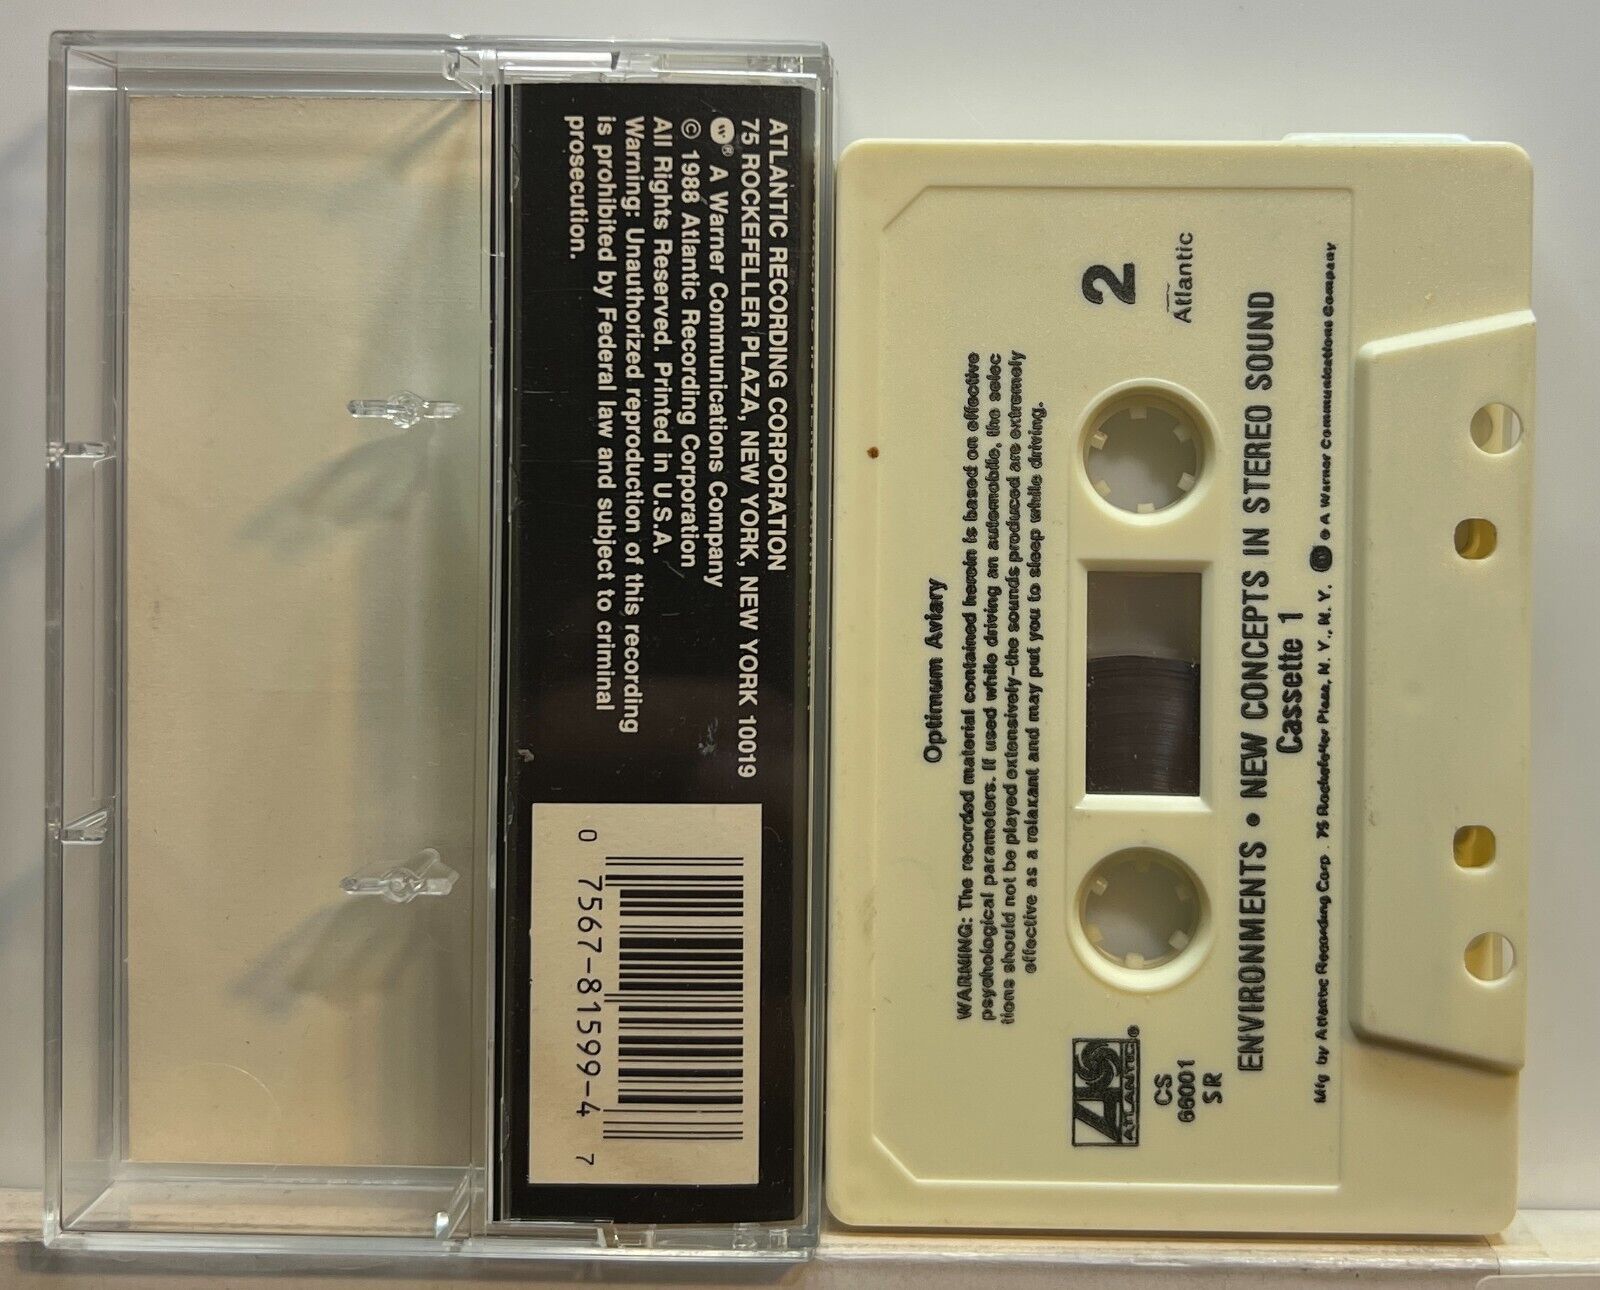 ATLANTIC RECORDING CORPORATION
75 ROCKEFELLER PLAZA, NEW YORK, NEW YORK 10019
W® A Warner Communications Company
© 1988 Atlantic Recording Corporation
All Rights Reserved. Printed in U.S.A.
Warning: Unauthorized reproduction of this recording
is prohibited by Federal law and subject to criminal
prosecution.
0 7567-81599-4 7
Optimum Aviary
WARNING: The recorded material contained herein is based on effective
psychological parameters. If used while driving an automobile, the selec
tions should not be played extensively-the sounds produced are extremely
effective as a relaxant and may put you to sleep while driving.
2
Atlantic
ATLANTIC®
CS
66001
SR
ENVIRONMENTS • NEW CONCEPTS IN STEREO SOUND
Cassette 1
Mfg by Atlantic Recording Corp. 75 Rockefeller Plaza, N.Y., N.Y. W A Warner Communications Company